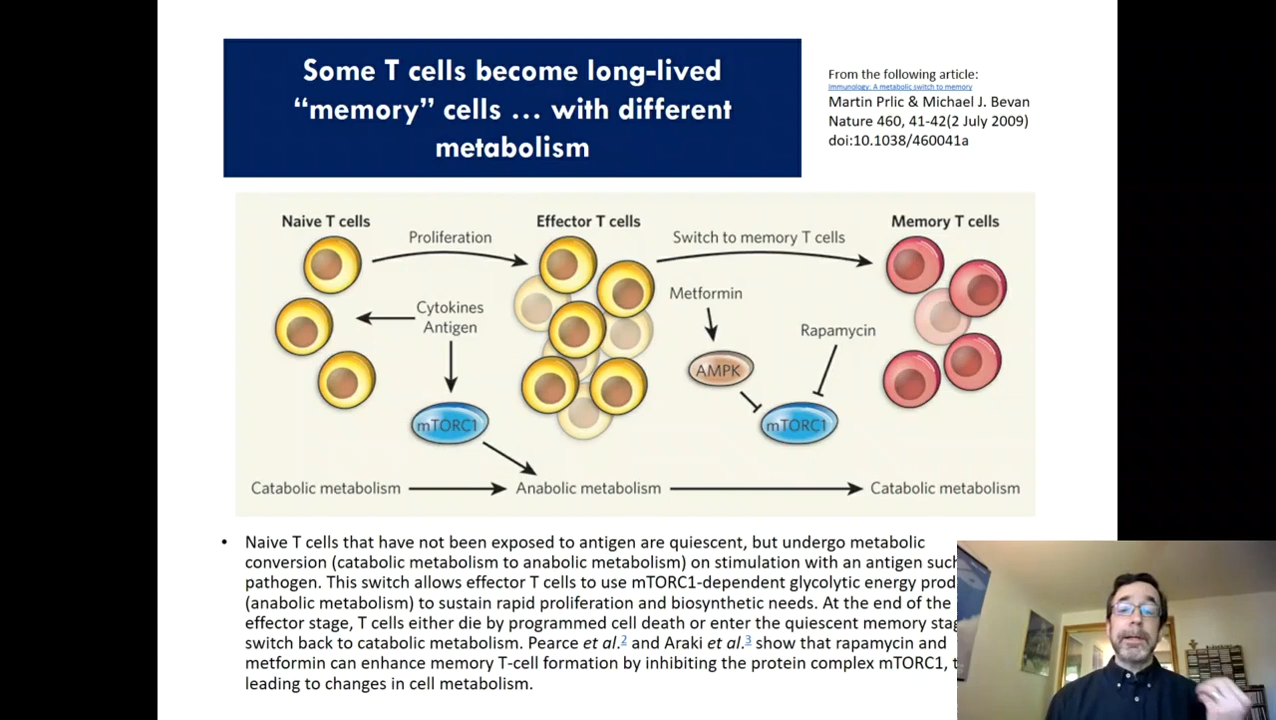 Some T cells become long-lived
“memory” cells … with different
metabolism
From the following article:
Immunology: A metabolic switch to memory
Martin Prlic & Michael J. Bevan
Nature 460, 41-42(2 July 2009)
doi:10.1038/460041a
Naive T cells
Effector T cells
Memory T cells
Proliferation
Switch to memory T cells
Cytokines
Antigen
Metformin
Rapamycin
AMPK
mTORC1
mTORC1
Catabolic metabolism
Anabolic metabolism
Catabolic metabolism
• Naive T cells that have not been exposed to antigen are quiescent, but undergo metabolic
conversion (catabolic metabolism to anabolic metabolism) on stimulation with an antigen such
pathogen. This switch allows effector T cells to use mTORC1-dependent glycolytic energy prod
(anabolic metabolism) to sustain rapid proliferation and biosynthetic needs. At the end of the
effector stage, T cells either die by programmed cell death or enter the quiescent memory sta
switch back to catabolic metabolism. Pearce et al.2 and Araki et al.3 show that rapamycin and
metformin can enhance memory T-cell formation by inhibiting the protein complex mTORC1, t
leading to changes in cell metabolism.